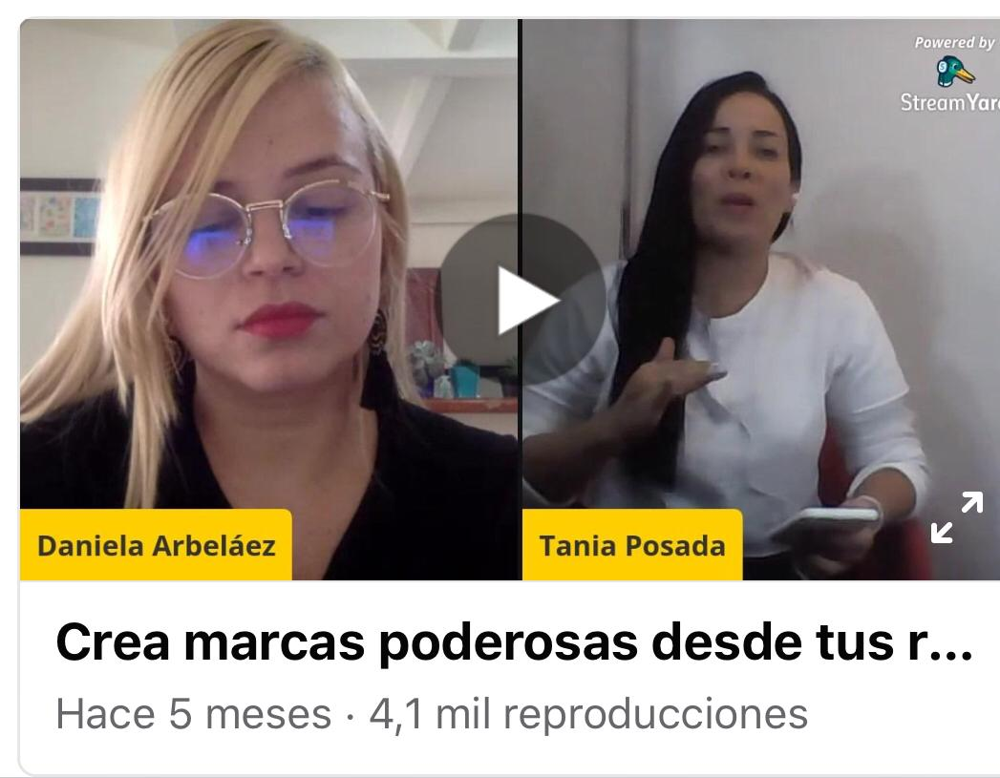 Powered by
StreamYar
Daniela Arbeláez
Tania Posada
Crea marcas poderosas desde tus r...
Hace 5 meses · 4,1 mil reproducciones